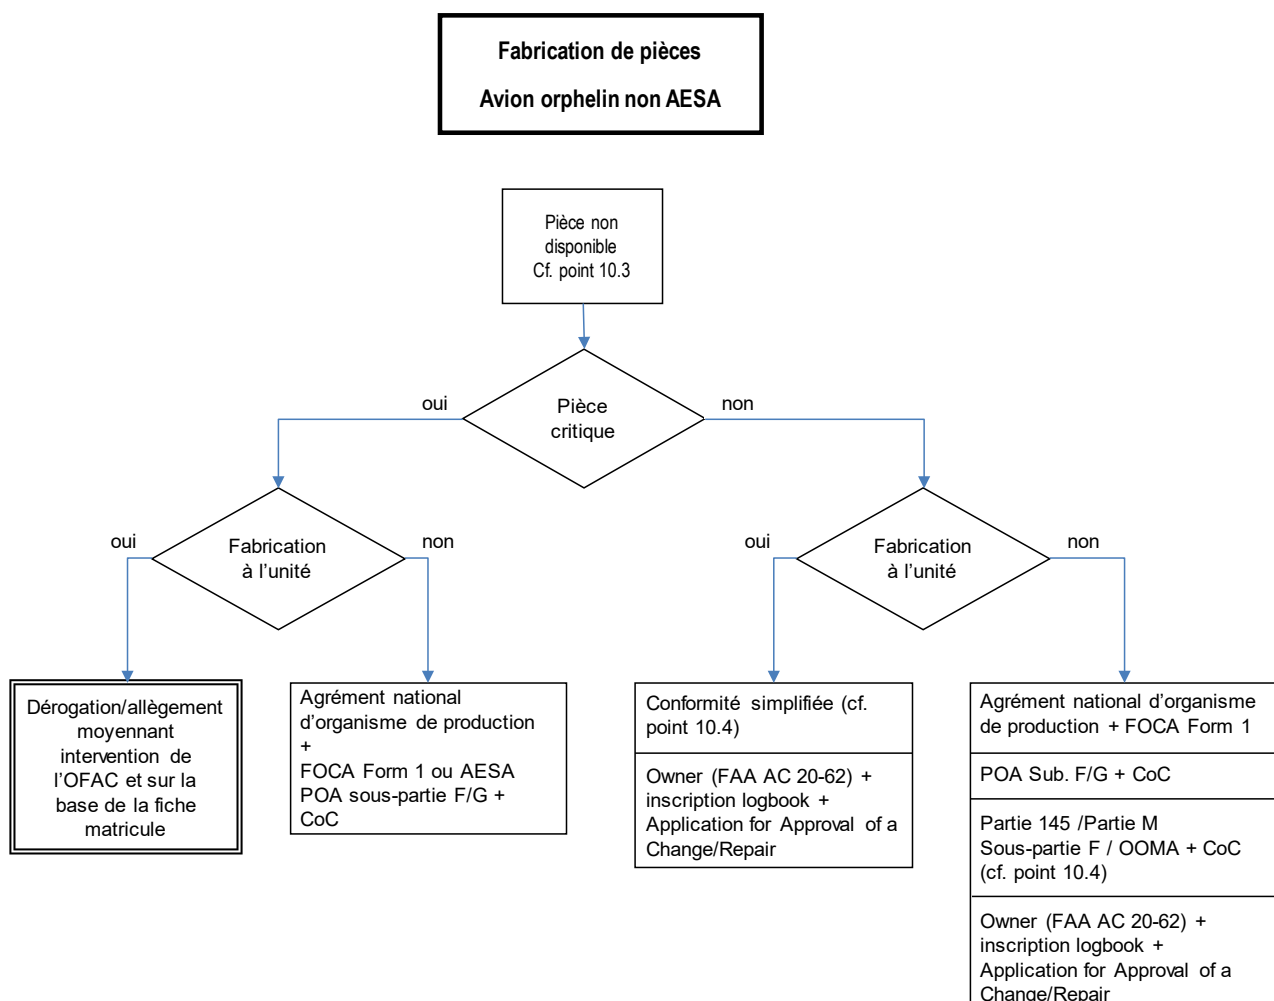 Fabrication de pièces
Avion orphelin non AESA
Pièce non
disponible
Cf. point 10.3
oui
Pièce
critique
non
oui
Fabrication
à l'unité
non
oui
Fabrication
à l'unité
non
Dérogation/allègement
moyennant
intervention de
l'OFAC et sur la
base de la fiche
matricule
Agrément national
d'organisme de production
+
FOCA Form 1 ou AESA
POA sous-partie F/G +
CoC
Conformité simplifiée (cf.
point 10.4)
Owner (FAA AC 20-62) +
inscription logbook +
Application for Approval of a
Change/Repair
Agrément national d'organisme
de production + FOCA Form 1
POA Sub. F/G + CoC
Partie 145 /Partie M
Sous-partie F / OOMA + CoC
(cf. point 10.4)
Owner (FAA AC 20-62) +
inscription logbook +
Application for Approval of a
Change/Repair